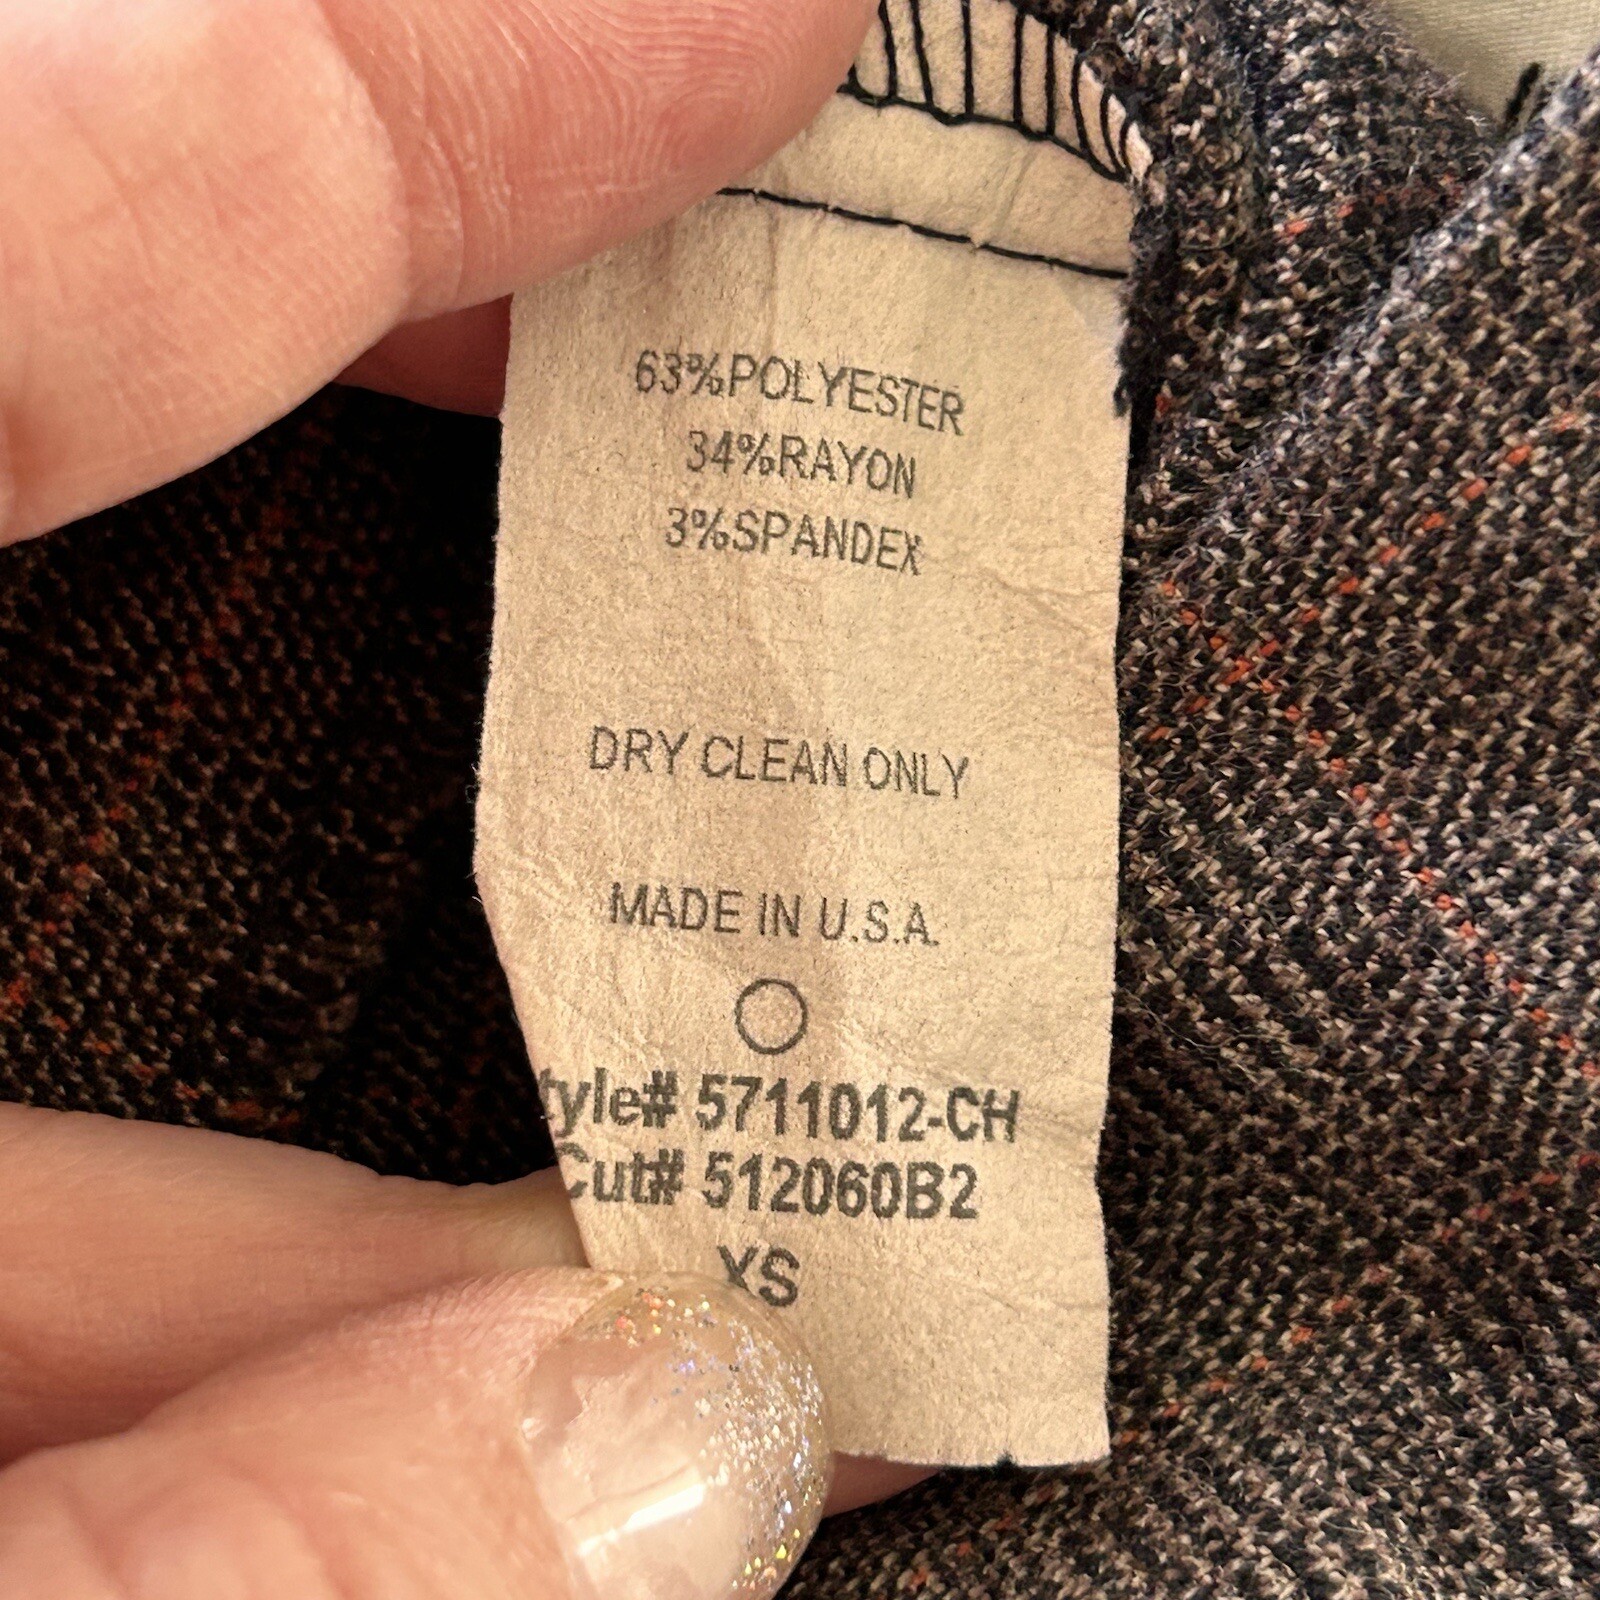 63%POLYESTER
34%RAYON
3%SPANDEX
DRY CLEAN ONLY
MADE IN U.S.A.
tyle# 5711012-CH
Cut# 512060B2
XS